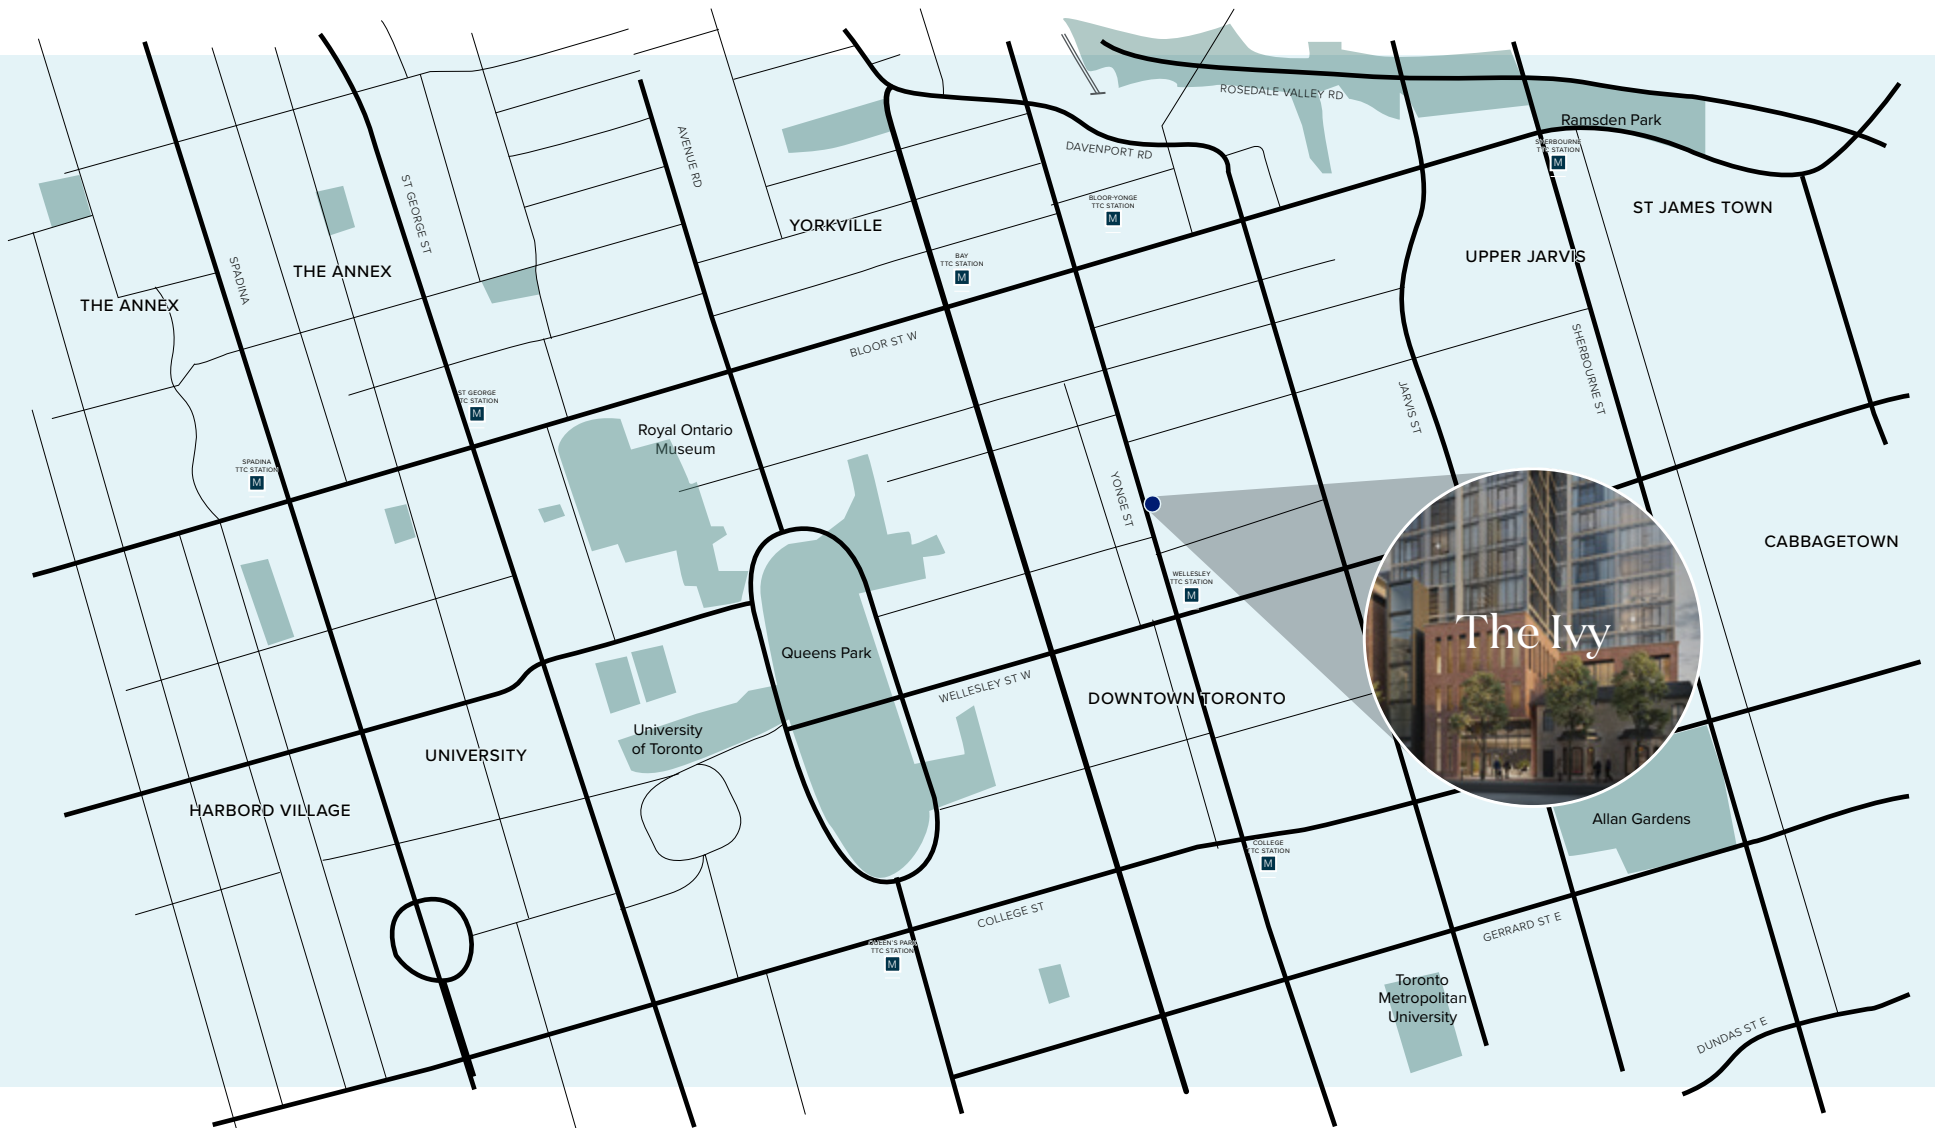 ROSEDALE VALLEY RD
Ramsden Park
SHERBOURNE
TTC STATION
M
DAVENPORT RD
AVENUE RD
ST GEORGE ST
BLOOR-YONGE
TTC STATION
M
YORKVILLE
ST JAMES TOWN
UPPER JARVIS
BAY
TTC STATION
M
THE ANNEX
SPADINA
THE ANNEX
BLOOR ST W
SHERBOURNE ST
JARVIS ST
ST GEORGE
TTC STATION
M
Royal Ontario
Museum
SPADINA
TTC STATION
M
YONGE ST
CABBAGETOWN
WELLESLEY
TTC STATION
M
The Ivy
Queens Park
WELLESLEY ST W
DOWNTOWN TORONTO
University
of Toronto
UNIVERSITY
HARBORD VILLAGE
Allan Gardens
COLLEGE
TTC STATION
M
COLLEGE ST
GERRARD ST E
QUEEN'S PARK
TTC STATION
M
Toronto
Metropolitan
University
DUNDAS ST E